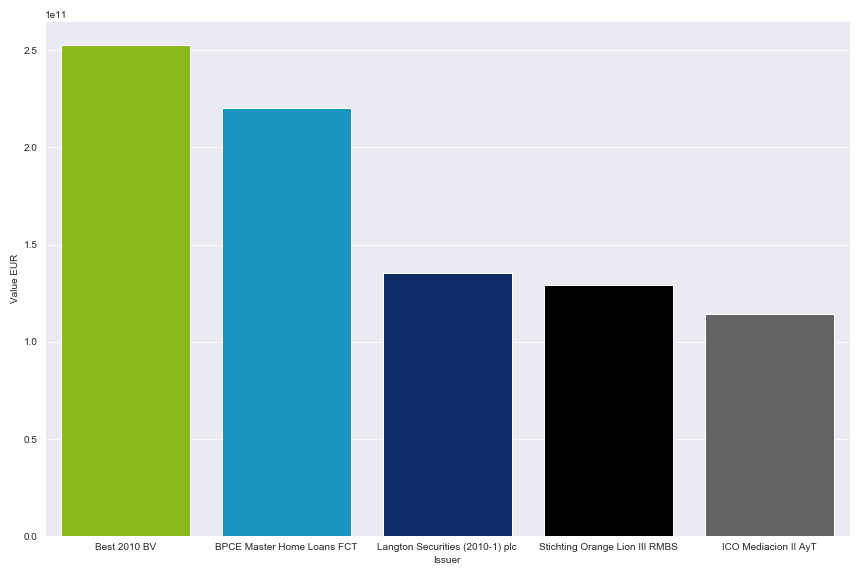 1e11
2.5
2.0
1.5
1.0
0.5
0.0
Value EUR
Best 2010 BV BPCE Master Home Loans FCT Langton Securities (2010-1) plc Stichting Orange Lion III RMBS ICO Mediacion II AyT
Issuer